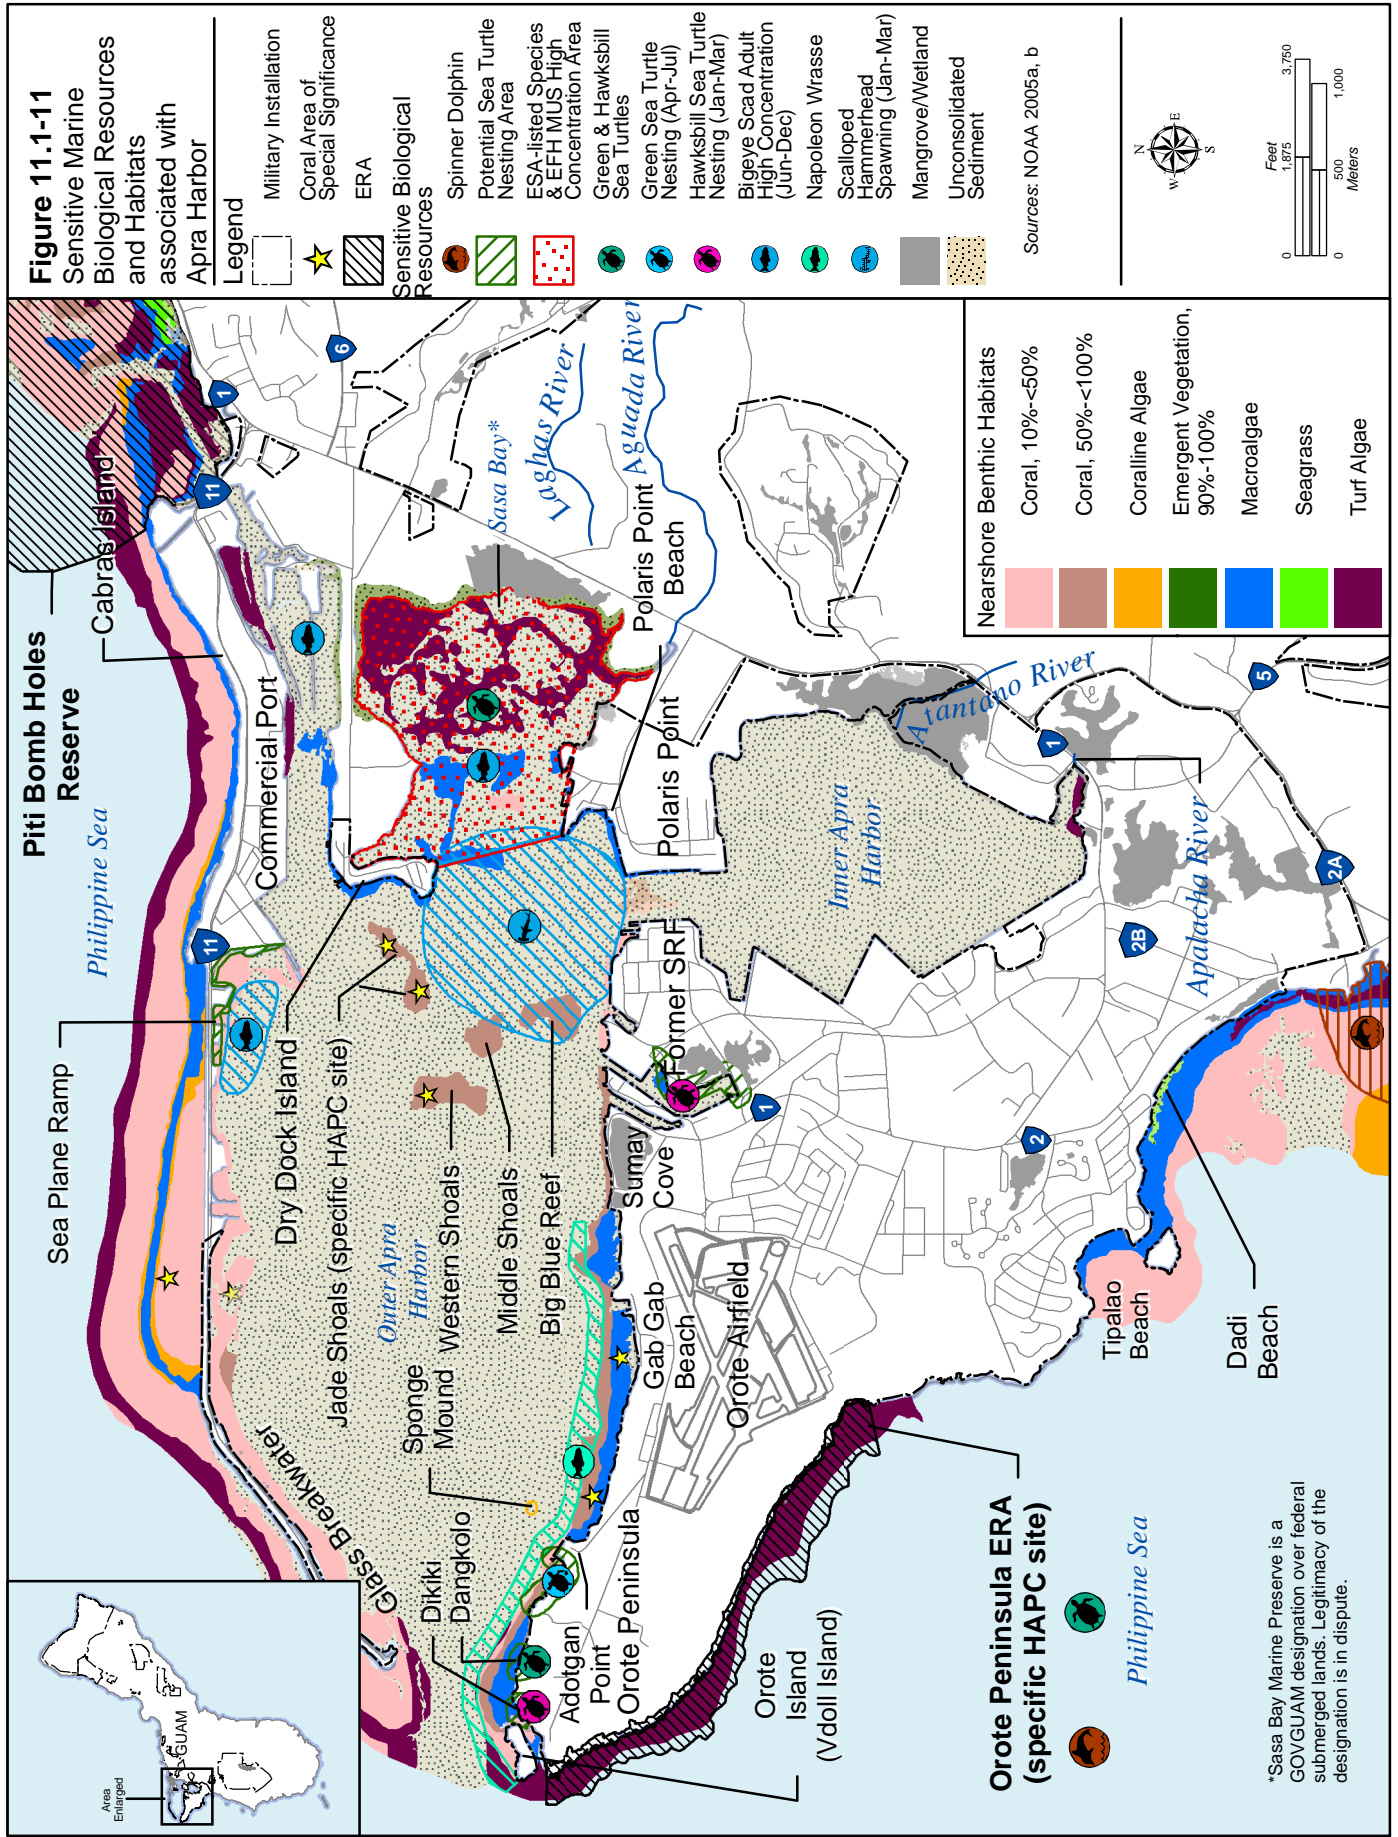 Figure 11.1-11
Sensitive Marine
Biological Resources
and Habitats
associated with
Apra Harbor
Legend
Military Installation
Coral Area of
Special Significance
ERA
Sensitive Biological
Resources
Spinner Dolphin
Potential Sea Turtle
Nesting Area
ESA-listed Species
& EFH MUS High
Concentration Area
Green & Hawksbill
Sea Turtles
Green Sea Turtle
Nesting (Apr-Jul)
Hawksbill Sea Turtle
Nesting (Jan-Mar)
Bigeye Scad Adult
High Concentration
(Jun-Dec)
Napoleon Wrasse
Scalloped
Hammerhead
Spawning (Jan-Mar)
Mangrove/Wetland
Unconsolidated
Sediment
Sources: NOAA 2005a, b
N
E
S
W
Feet
0
1,875
3,750
0
500
1,000
Meters
Nearshore Benthic Habitats
Coral, 10%-<50%
Coral, 50%-<100%
Coralline Algae
Emergent Vegetation,
90%-100%
Macroalgae
Seagrass
Turf Algae
Piti Bomb Holes
Reserve
Cabras Island
Philippine Sea
Sea Plane Ramp
Commercial Port
11
11
1
6
Sasa Bay*
Laghas River
Aguada River
Polaris Point
Beach
Polaris Point
Dry Dock Island
Jade Shoals (specific HAPC site)
Outer Apra
Harbor
Western Shoals
Middle Shoals
Big Blue Reef
Sponge
Mound
Glass Breakwater
Dikiki
Dangkolo
Adotgan
Point
Orote Peninsula
Gab Gab
Beach
Orote Airfield
Sumay
Cove
Former SRF
Inner Apra
Harbor
Atantano River
Apalacha River
1
1
5
2A
2B
2
Tipalao
Beach
Dadi
Beach
Orote
Island
(Vdoll Island)
Orote Peninsula ERA
(specific HAPC site)
Philippine Sea
*Sasa Bay Marine Preserve is a
GOVGUAM designation over federal
submerged lands. Legitimacy of the
designation is in dispute.
GUAM
Area
Enlarged